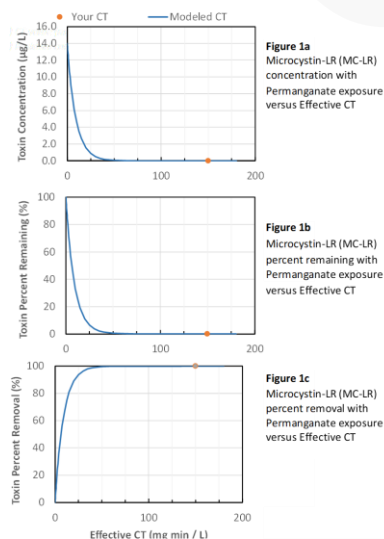 Your CT
Modeled CT
Toxin Concentration (µg/L)
16.0
14.0
12.0
10.0
8.0
6.0
4.0
2.0
0.0
0
100
200
Figure 1a
Microcystin-LR (MC-LR)
concentration with
Permanganate exposure
versus Effective CT
Toxin Percent Remaining (%)
100
80
60
40
20
0
0
100
200
Figure 1b
Microcystin-LR (MC-LR)
percent remaining with
Permanganate exposure
versus Effective CT
Toxin Percent Removal (%)
100
80
60
40
20
0
0
100
200
Effective CT (mg min / L)
Figure 1c
Microcystin-LR (MC-LR)
percent removal with
Permanganate exposure
versus Effective CT